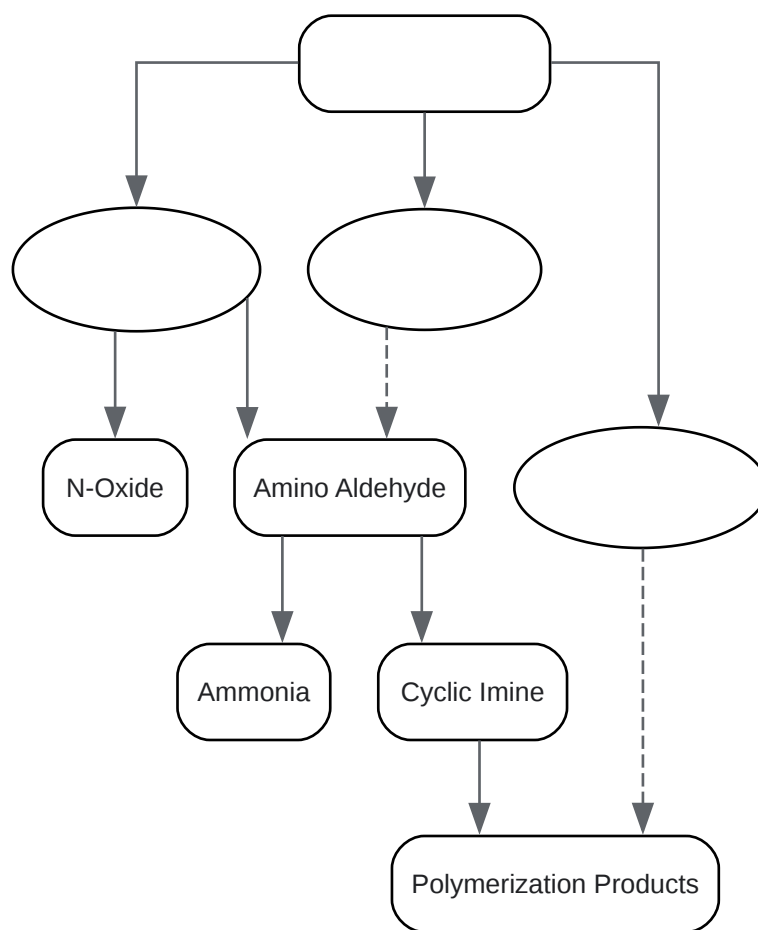 N-Oxide
Amino Aldehyde
Ammonia
Cyclic Imine
Polymerization Products